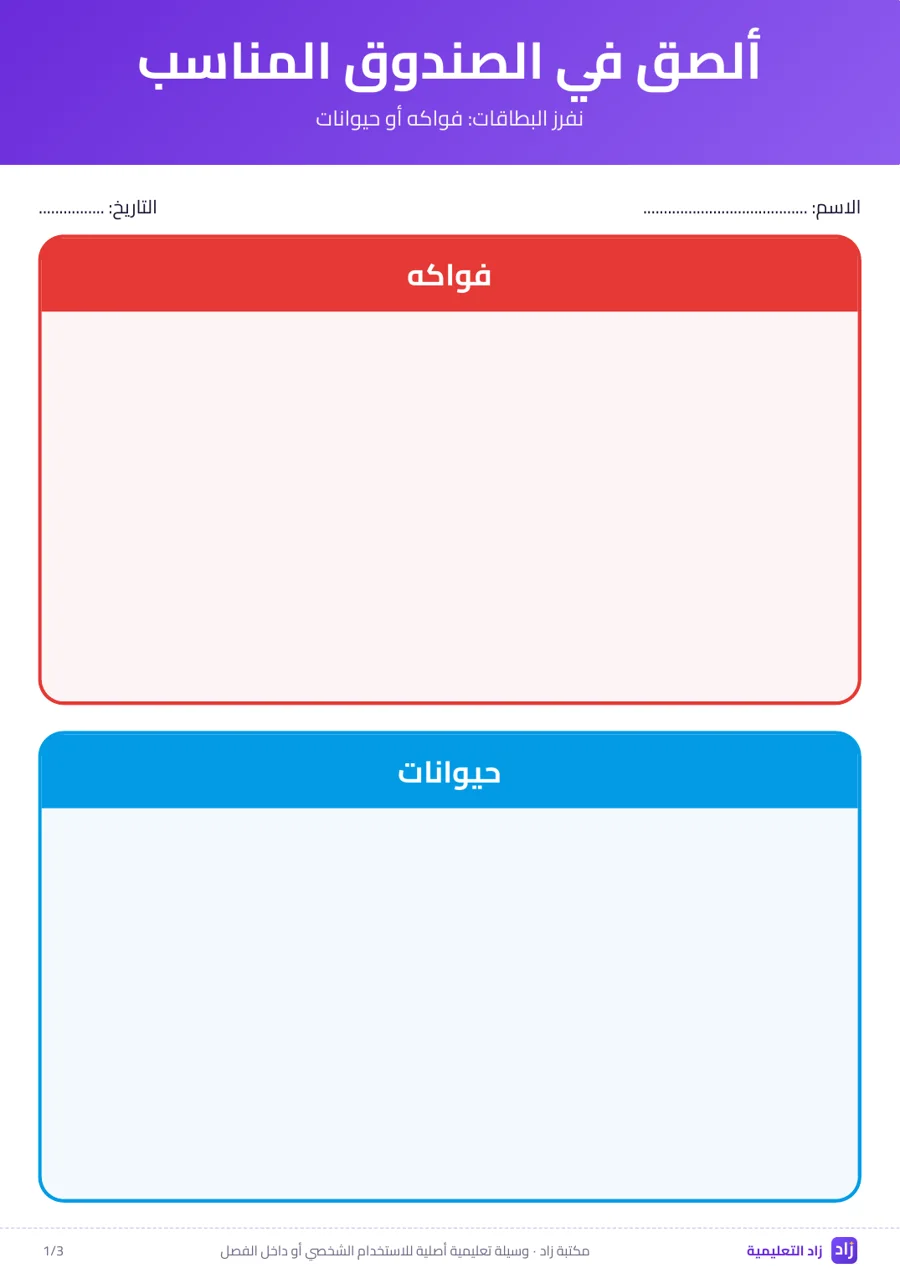 ألصق في الصندوق المناسب
نفرز البطاقات: فواكه أو حيوانات
الاسم: ........................................
التاريخ: ................
فواكه
حيوانات
زاد
زاد التعليمية
مكتبة زاد · وسيلة تعليمية أصلية للاستخدام الشخصي أو داخل الفصل
1/3